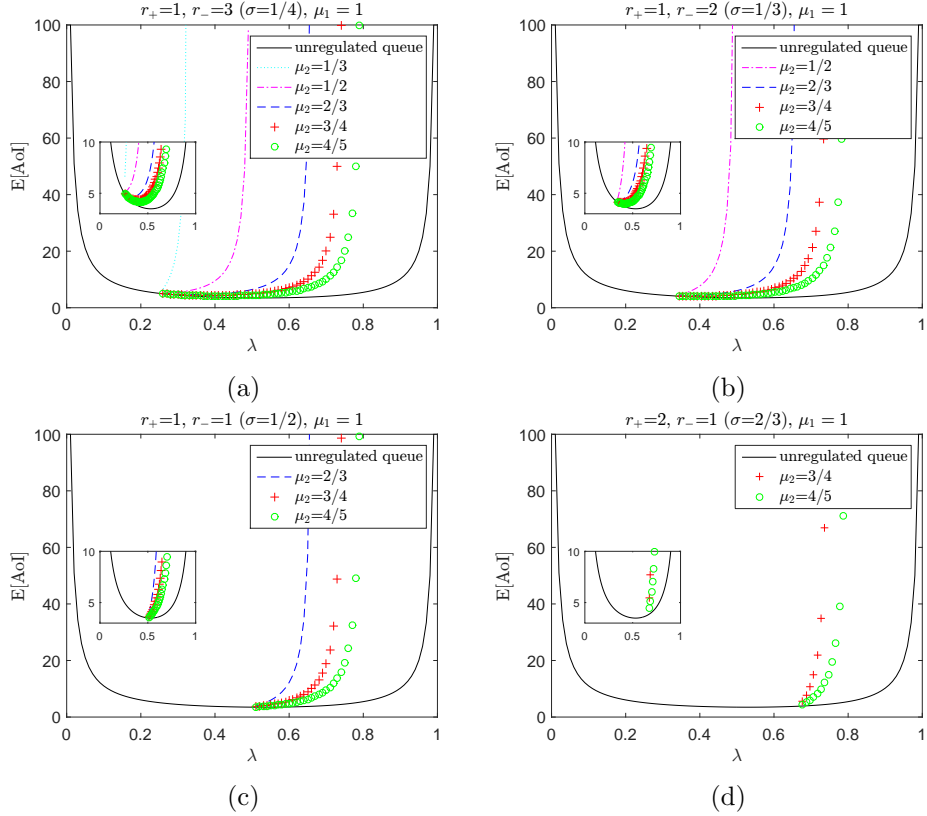 r₊=1, r₋=3 (σ=1/4), μ₁ = 1
100
80
60
40
20
0
E[AoI]
unregulated queue
μ₂=1/3
μ₂=1/2
μ₂=2/3
μ₂=3/4
μ₂=4/5
10
5
0 0.5 1
0 0.2 0.4 0.6 0.8 1
λ
(a)
r₊=1, r₋=2 (σ=1/3), μ₁ = 1
100
80
60
40
20
0
E[AoI]
unregulated queue
μ₂=1/2
μ₂=2/3
μ₂=3/4
μ₂=4/5
10
5
0 0.5 1
0 0.2 0.4 0.6 0.8 1
λ
(b)
r₊=1, r₋=1 (σ=1/2), μ₁ = 1
100
80
60
40
20
0
E[AoI]
unregulated queue
μ₂=2/3
μ₂=3/4
μ₂=4/5
10
5
0 0.5 1
0 0.2 0.4 0.6 0.8 1
λ
(c)
r₊=2, r₋=1 (σ=2/3), μ₁ = 1
100
80
60
40
20
0
E[AoI]
unregulated queue
μ₂=3/4
μ₂=4/5
10
5
0 0.5 1
0 0.2 0.4 0.6 0.8 1
λ
(d)